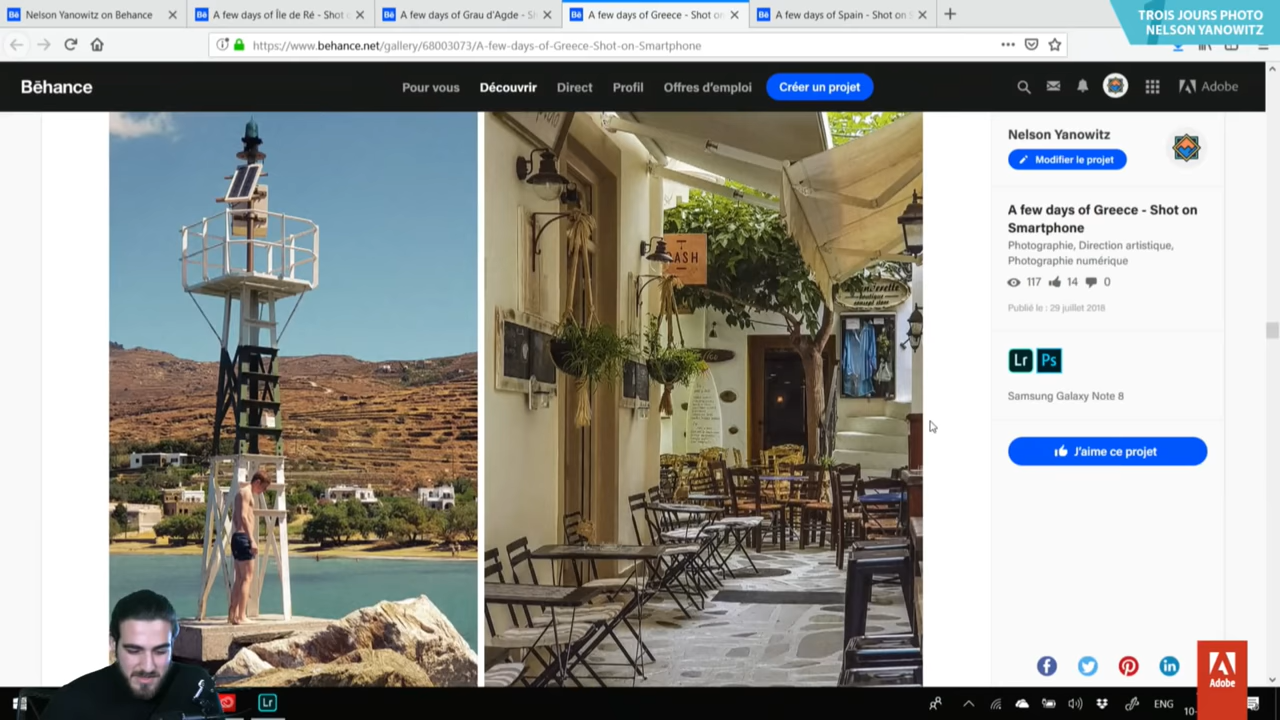 Nelson Yanowitz on Behance
A few days of Île de Ré - Shot
A few days of Grau d'Agde - Sh
A few days of Greece - Shot on
A few days of Spain - Shot on S
TROIS JOURS PHOTO
NELSON YANOWITZ
https://www.behance.net/gallery/68003073/A-few-days-of-Greece-Shot-on-Smartphone
Bēhance
Pour vous
Découvrir
Direct
Profil
Offres d'emploi
Créer un projet
Adobe
Nelson Yanowitz
Modifier le projet
A few days of Greece - Shot on
Smartphone
Photographie, Direction artistique,
Photographie numérique
117
14
0
Publié le : 29 juillet 2018
Lr
Ps
Samsung Galaxy Note 8
J'aime ce projet
Adobe
Lr
ENG